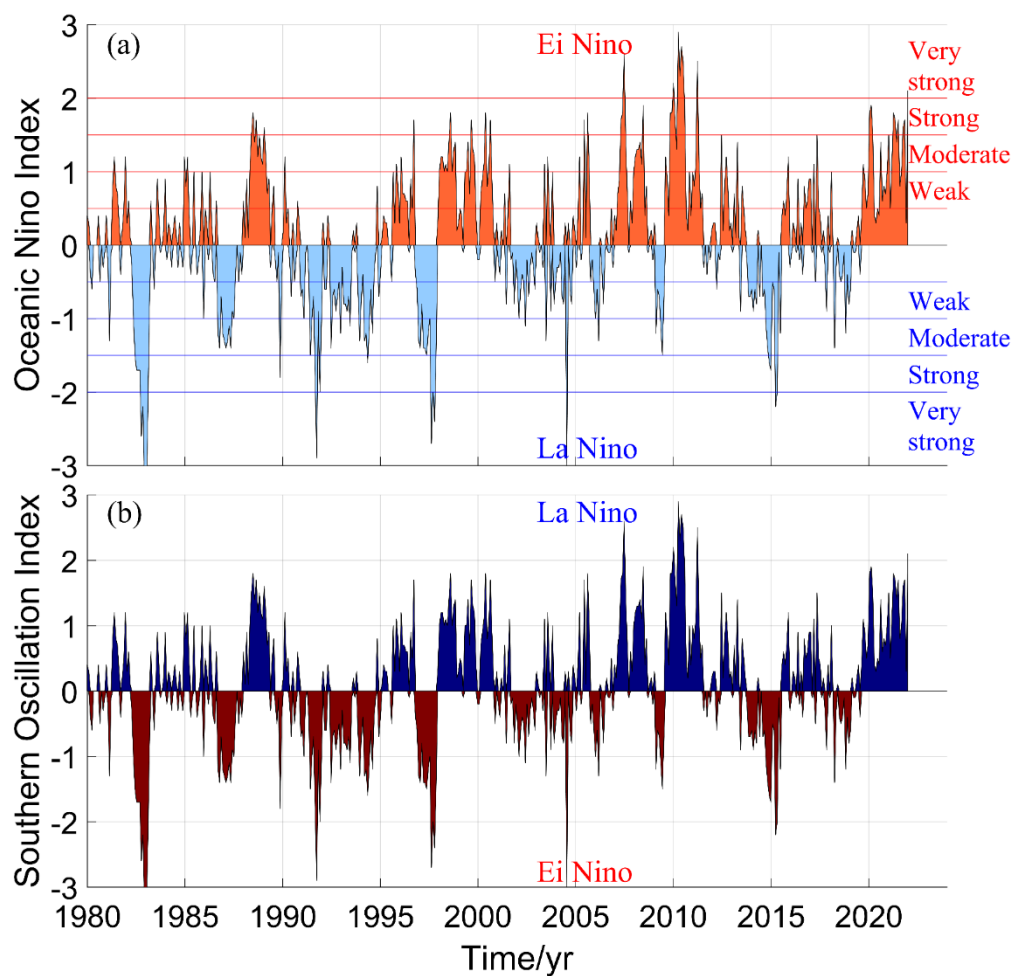 (a)
Ei Nino
Very
strong
Strong
Moderate
Weak
Weak
Moderate
Strong
Very
strong
La Nino
Oceanic Nino Index
3
2
1
0
-1
-2
-3
(b)
La Nino
Ei Nino
Southern Oscillation Index
3
2
1
0
-1
-2
-3
1980 1985 1990 1995 2000 2005 2010 2015 2020
Time/yr